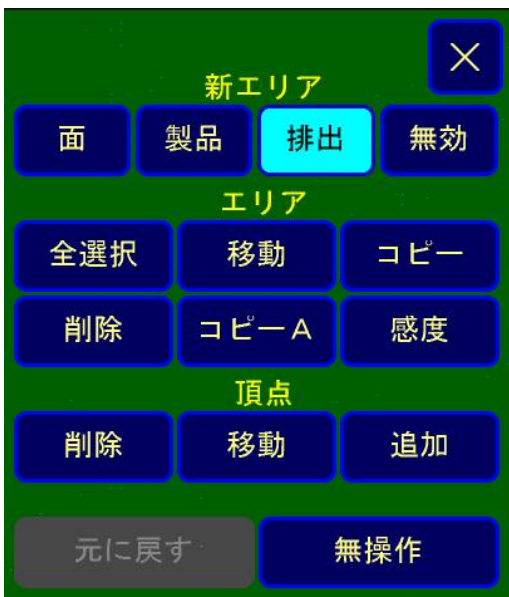 ×
新エリア
面 製品 排出 無効
エリア
全選択 移動 コピー
削除 コピーA 感度
頂点
削除 移動 追加
元に戻す 無操作